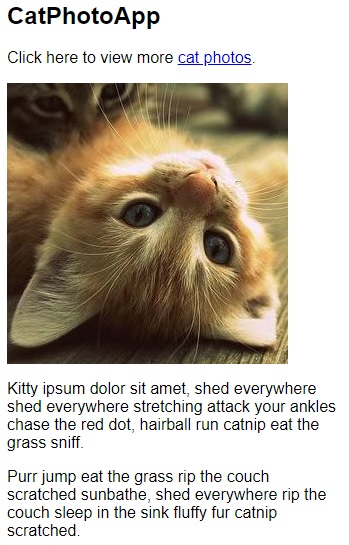 CatPhotoApp
Click here to view more cat photos.
Kitty ipsum dolor sit amet, shed everywhere
shed everywhere stretching attack your ankles
chase the red dot, hairball run catnip eat the
grass sniff.
Purr jump eat the grass rip the couch
scratched sunbathe, shed everywhere rip the
couch sleep in the sink fluffy fur catnip
scratched.